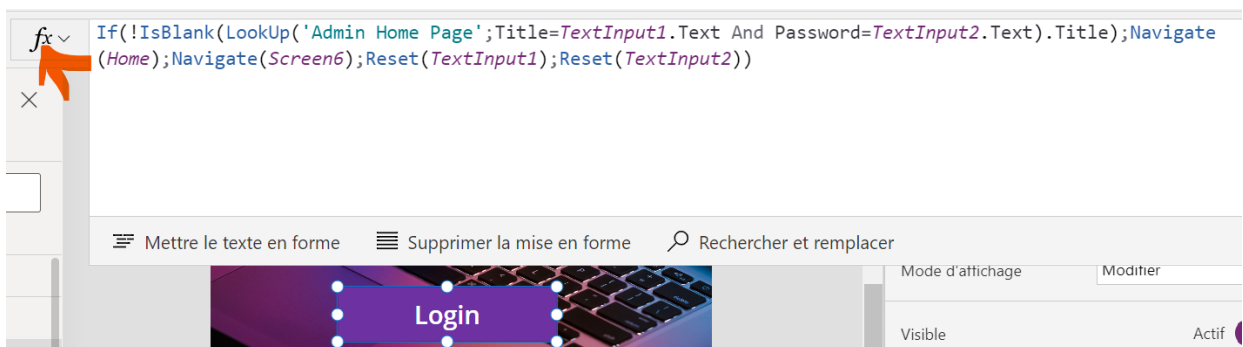 fx
If(!IsBlank(LookUp('Admin Home Page';Title=TextInput1.Text And Password=TextInput2.Text).Title);Navigate
(Home);Navigate(Screen6);Reset(TextInput1);Reset(TextInput2))
Mettre le texte en forme Supprimer la mise en forme Rechercher et remplacer
Mode d'affichage Modifier
Login
Visible Actif